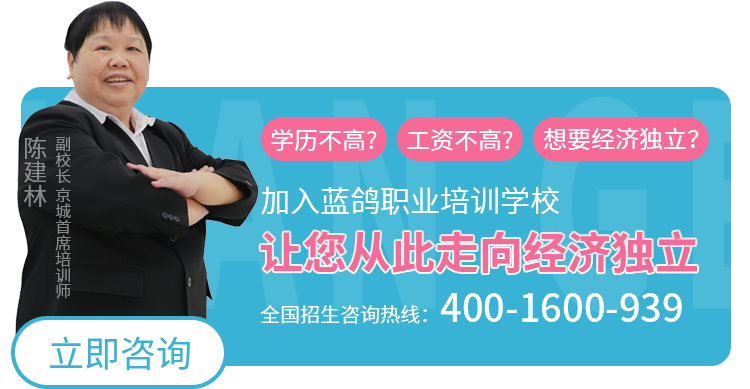 陈建林
副校长 京城首席培训师
学历不高?
工资不高?
想要经济独立?
加入蓝鸽职业培训学校
让您从此走向经济独立
全国招生咨询热线：400-1600-939
立即咨询